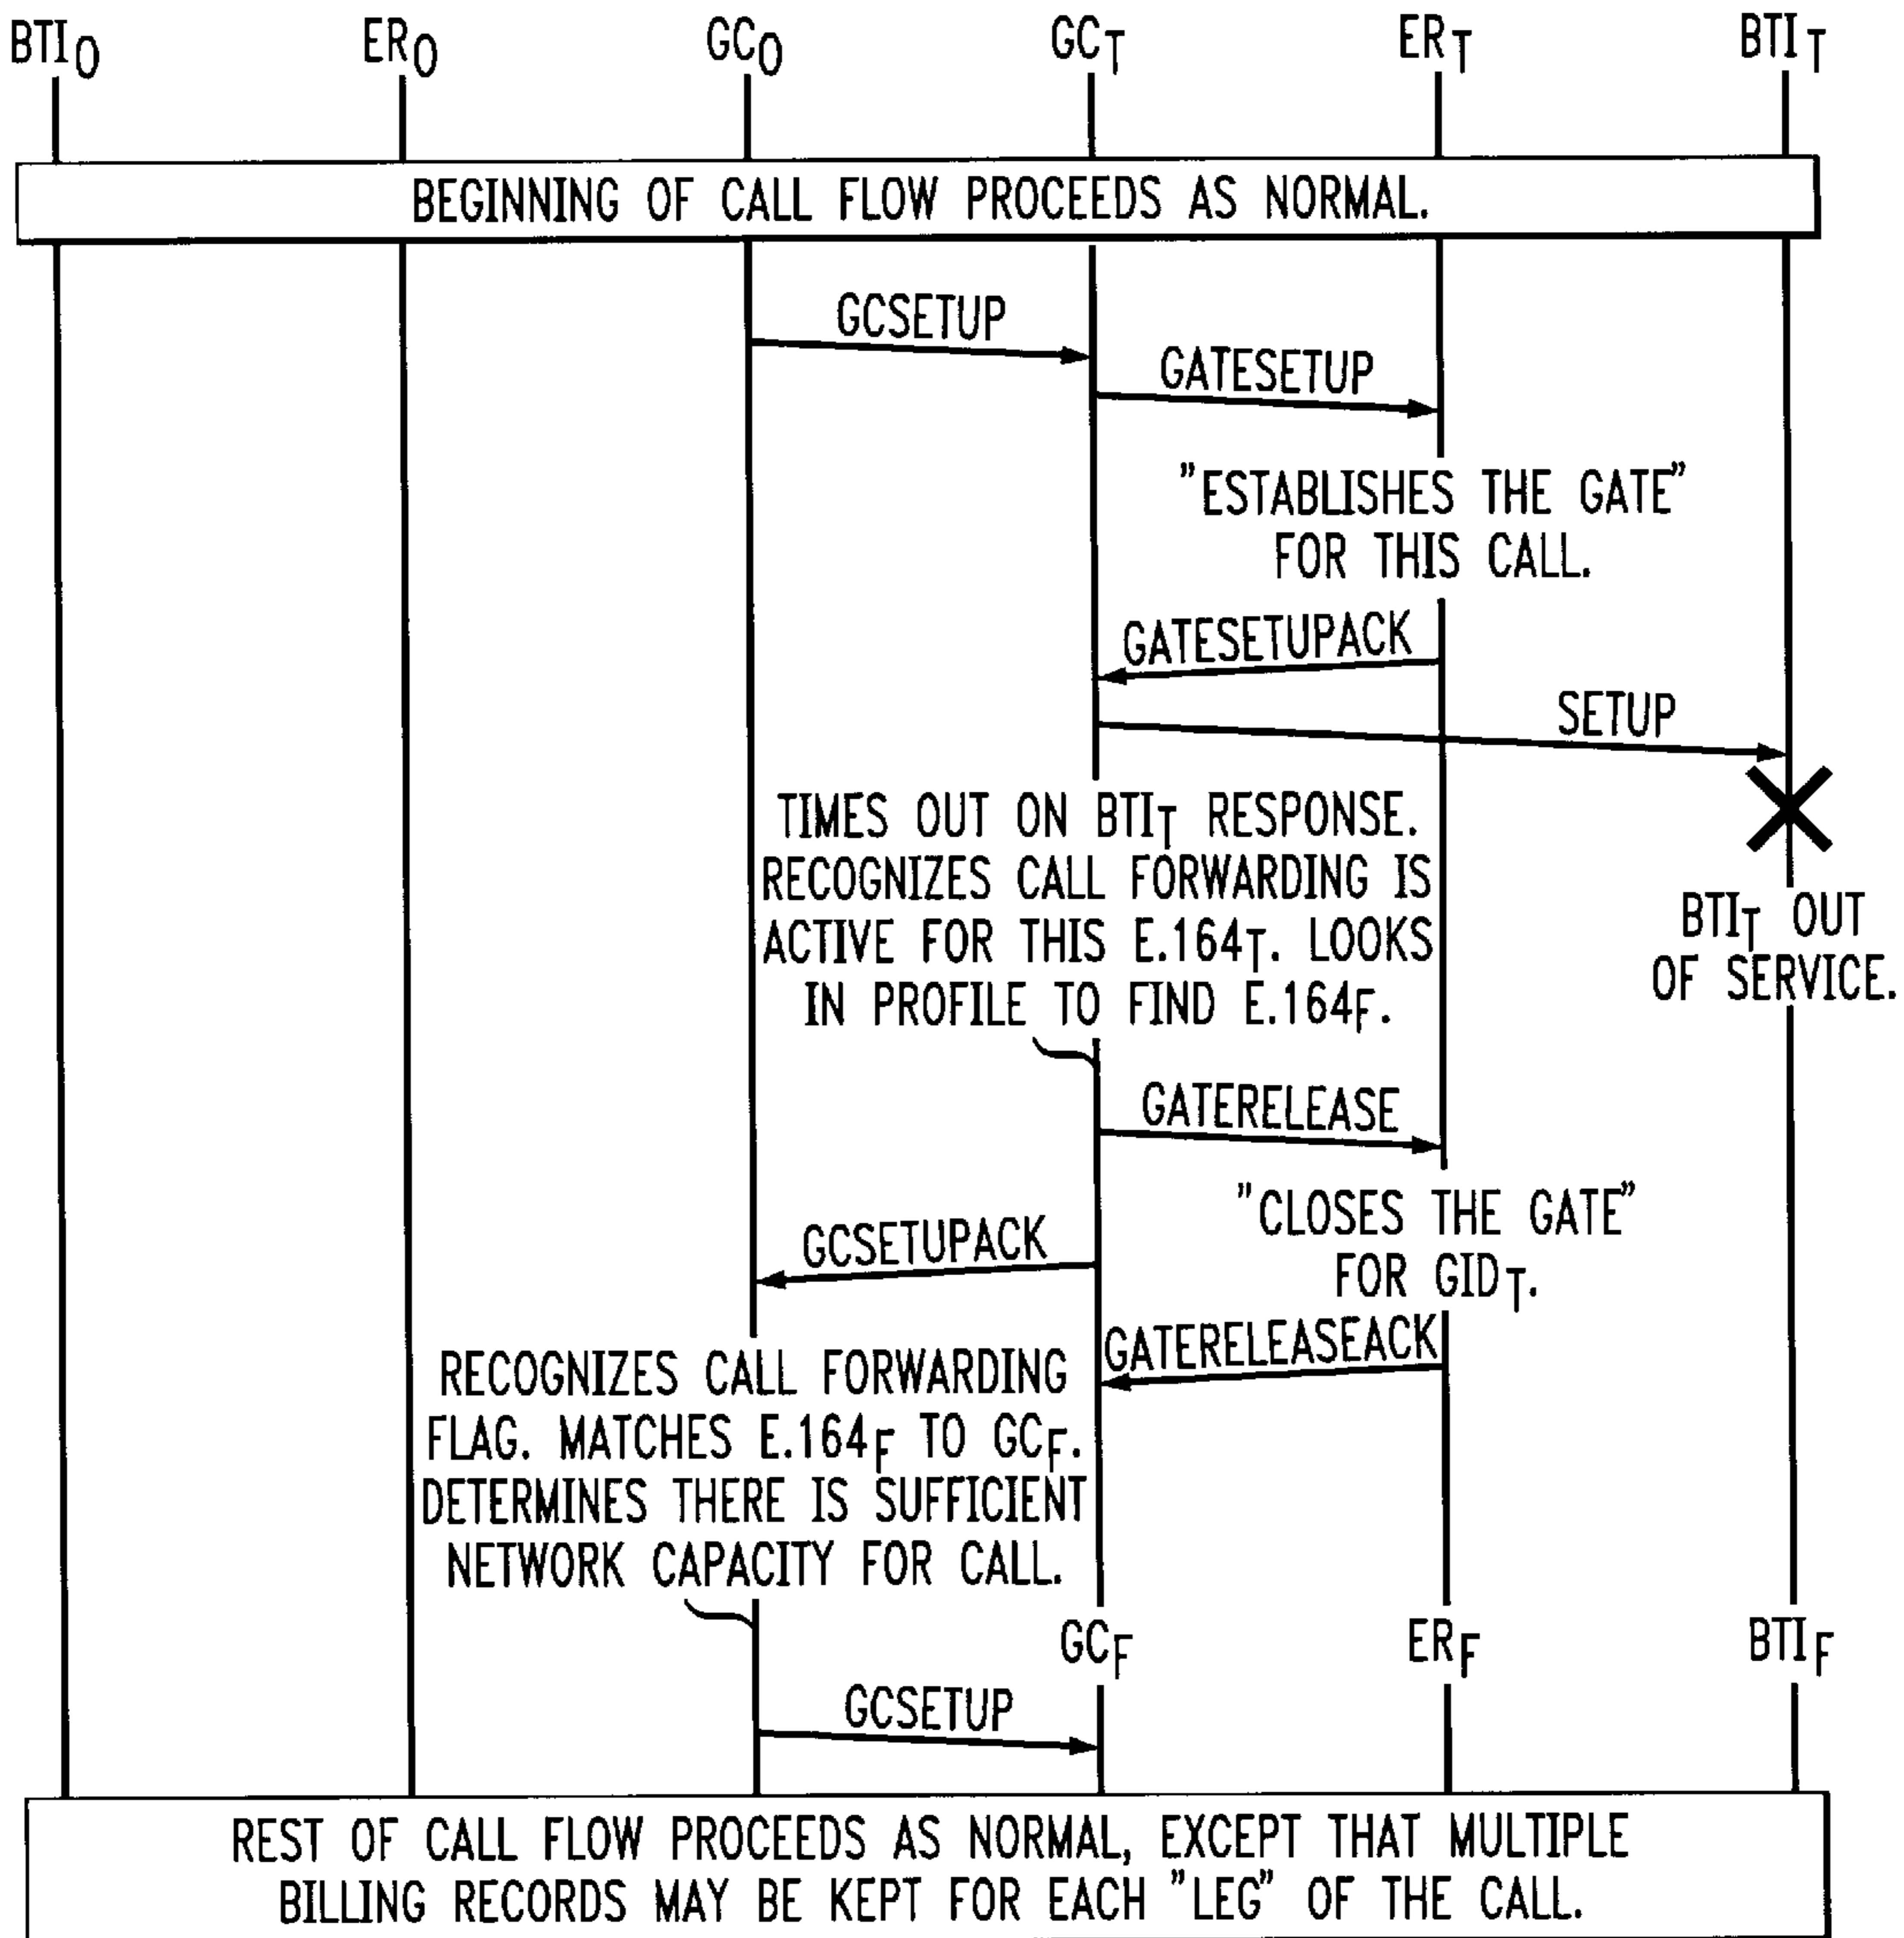 BTIO ERO GCO GCT ERT BTIT
BEGINNING OF CALL FLOW PROCEEDS AS NORMAL.
GCSETUP
GATESETUP
"ESTABLISHES THE GATE"
FOR THIS CALL.
GATESETUPACK
SETUP
TIMES OUT ON BTIT RESPONSE.
RECOGNIZES CALL FORWARDING IS
ACTIVE FOR THIS E.164T. LOOKS
IN PROFILE TO FIND E.164F.
BTIT OUT
OF SERVICE.
GATERELEASE
"CLOSES THE GATE"
FOR GIDT.
GCSETUPACK
GATERELEASEACK
RECOGNIZES CALL FORWARDING
FLAG. MATCHES E.164F TO GCF.
DETERMINES THERE IS SUFFICIENT
NETWORK CAPACITY FOR CALL.
GCF ERF BTIF
GCSETUP
REST OF CALL FLOW PROCEEDS AS NORMAL, EXCEPT THAT MULTIPLE
BILLING RECORDS MAY BE KEPT FOR EACH "LEG" OF THE CALL.